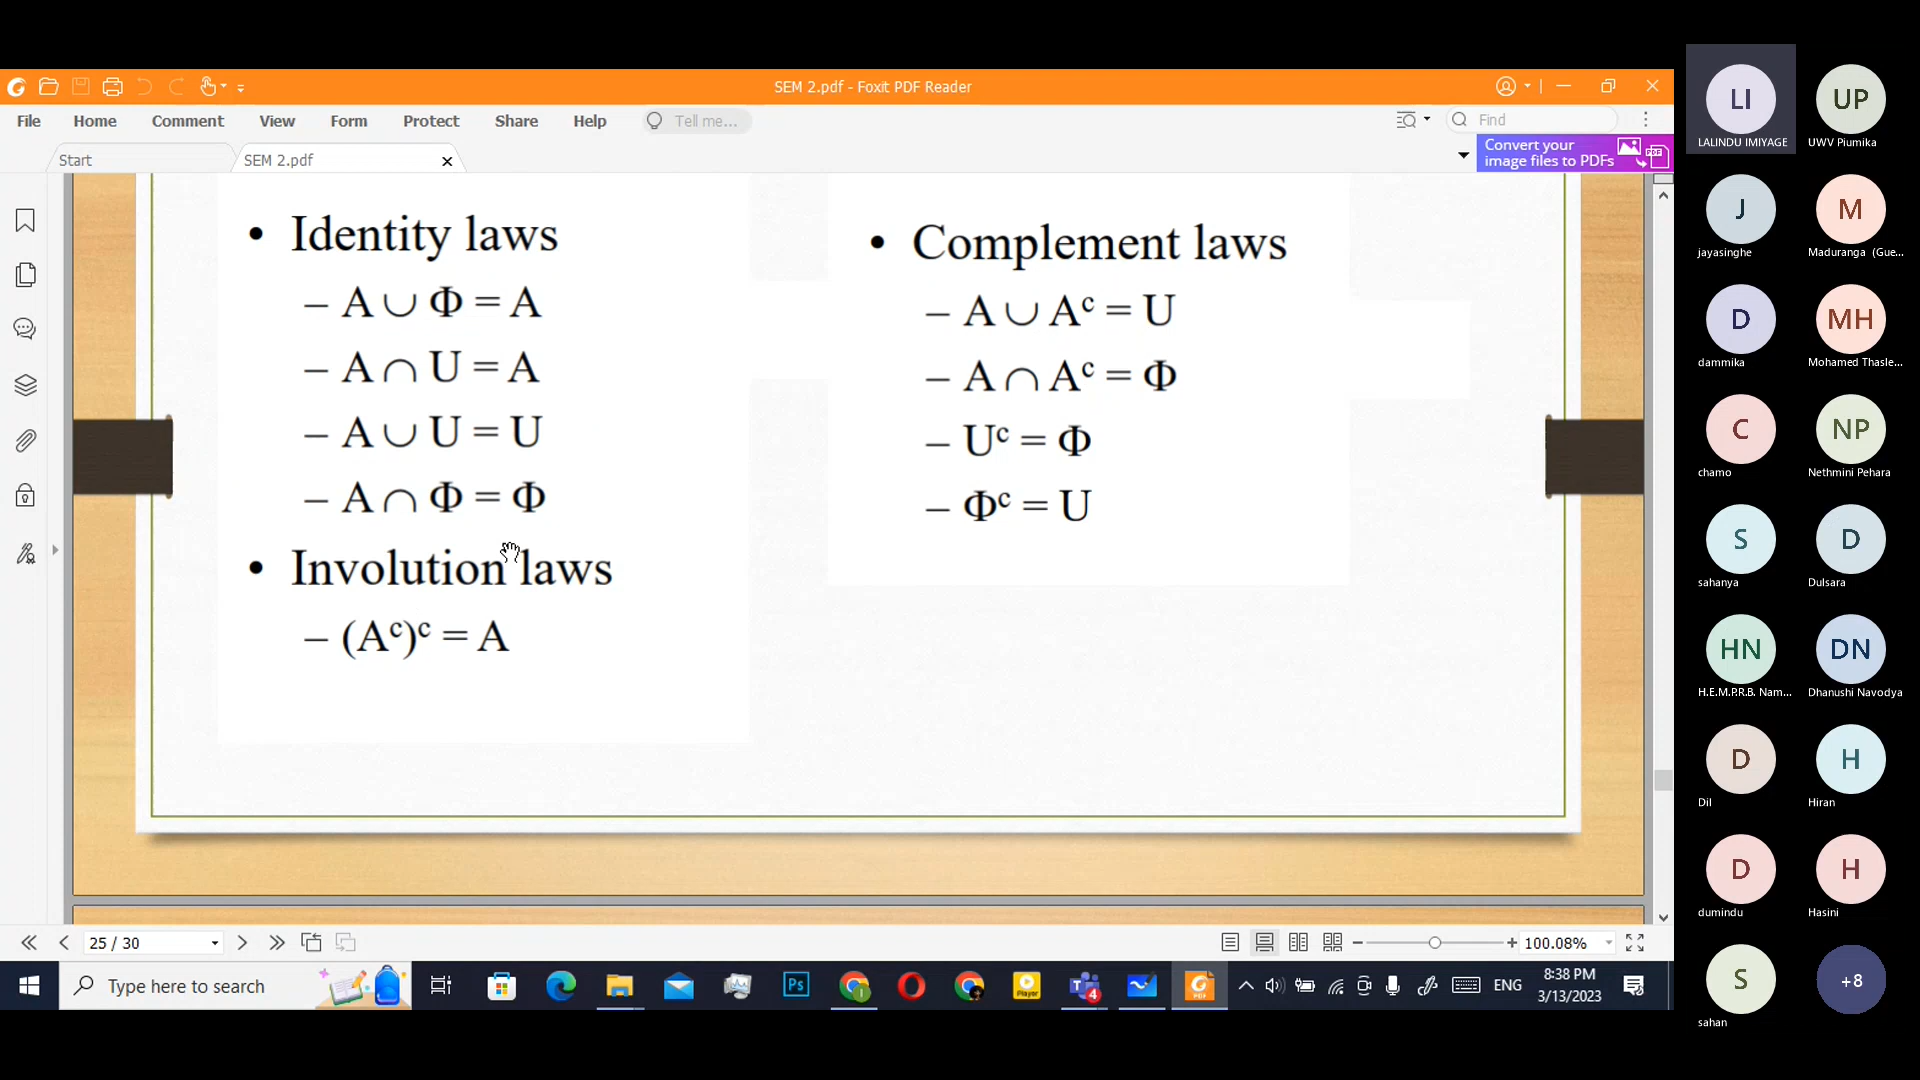 SEM 2.pdf - Foxit PDF Reader
File Home Comment View Form Protect Share Help Tell me... Find
Start SEM 2.pdf
Convert your
image files to PDFs
• Identity laws
– A ∪ Φ = A
– A ∩ U = A
– A ∪ U = U
– A ∩ Φ = Φ
• Involution laws
– (Aᶜ)ᶜ = A
• Complement laws
– A ∪ Aᶜ = U
– A ∩ Aᶜ = Φ
– Uᶜ = Φ
– Φᶜ = U
25 / 30
100.08%
Type here to search
Ps
Player
4
PDF
ENG
8:38 PM
3/13/2023
LI UP
LALINDU IMIYAGE UWV Piumika
J M
jayasinghe Maduranga (Gue...
D MH
dammika Mohamed Thasle...
C NP
chamo Nethmini Pehara
S D
sahanya Dulsara
HN DN
H.E.M.P.R.B. Nam... Dhanushi Navodya
D H
Dil Hiran
D H
dumindu Hasini
S +8
sahan